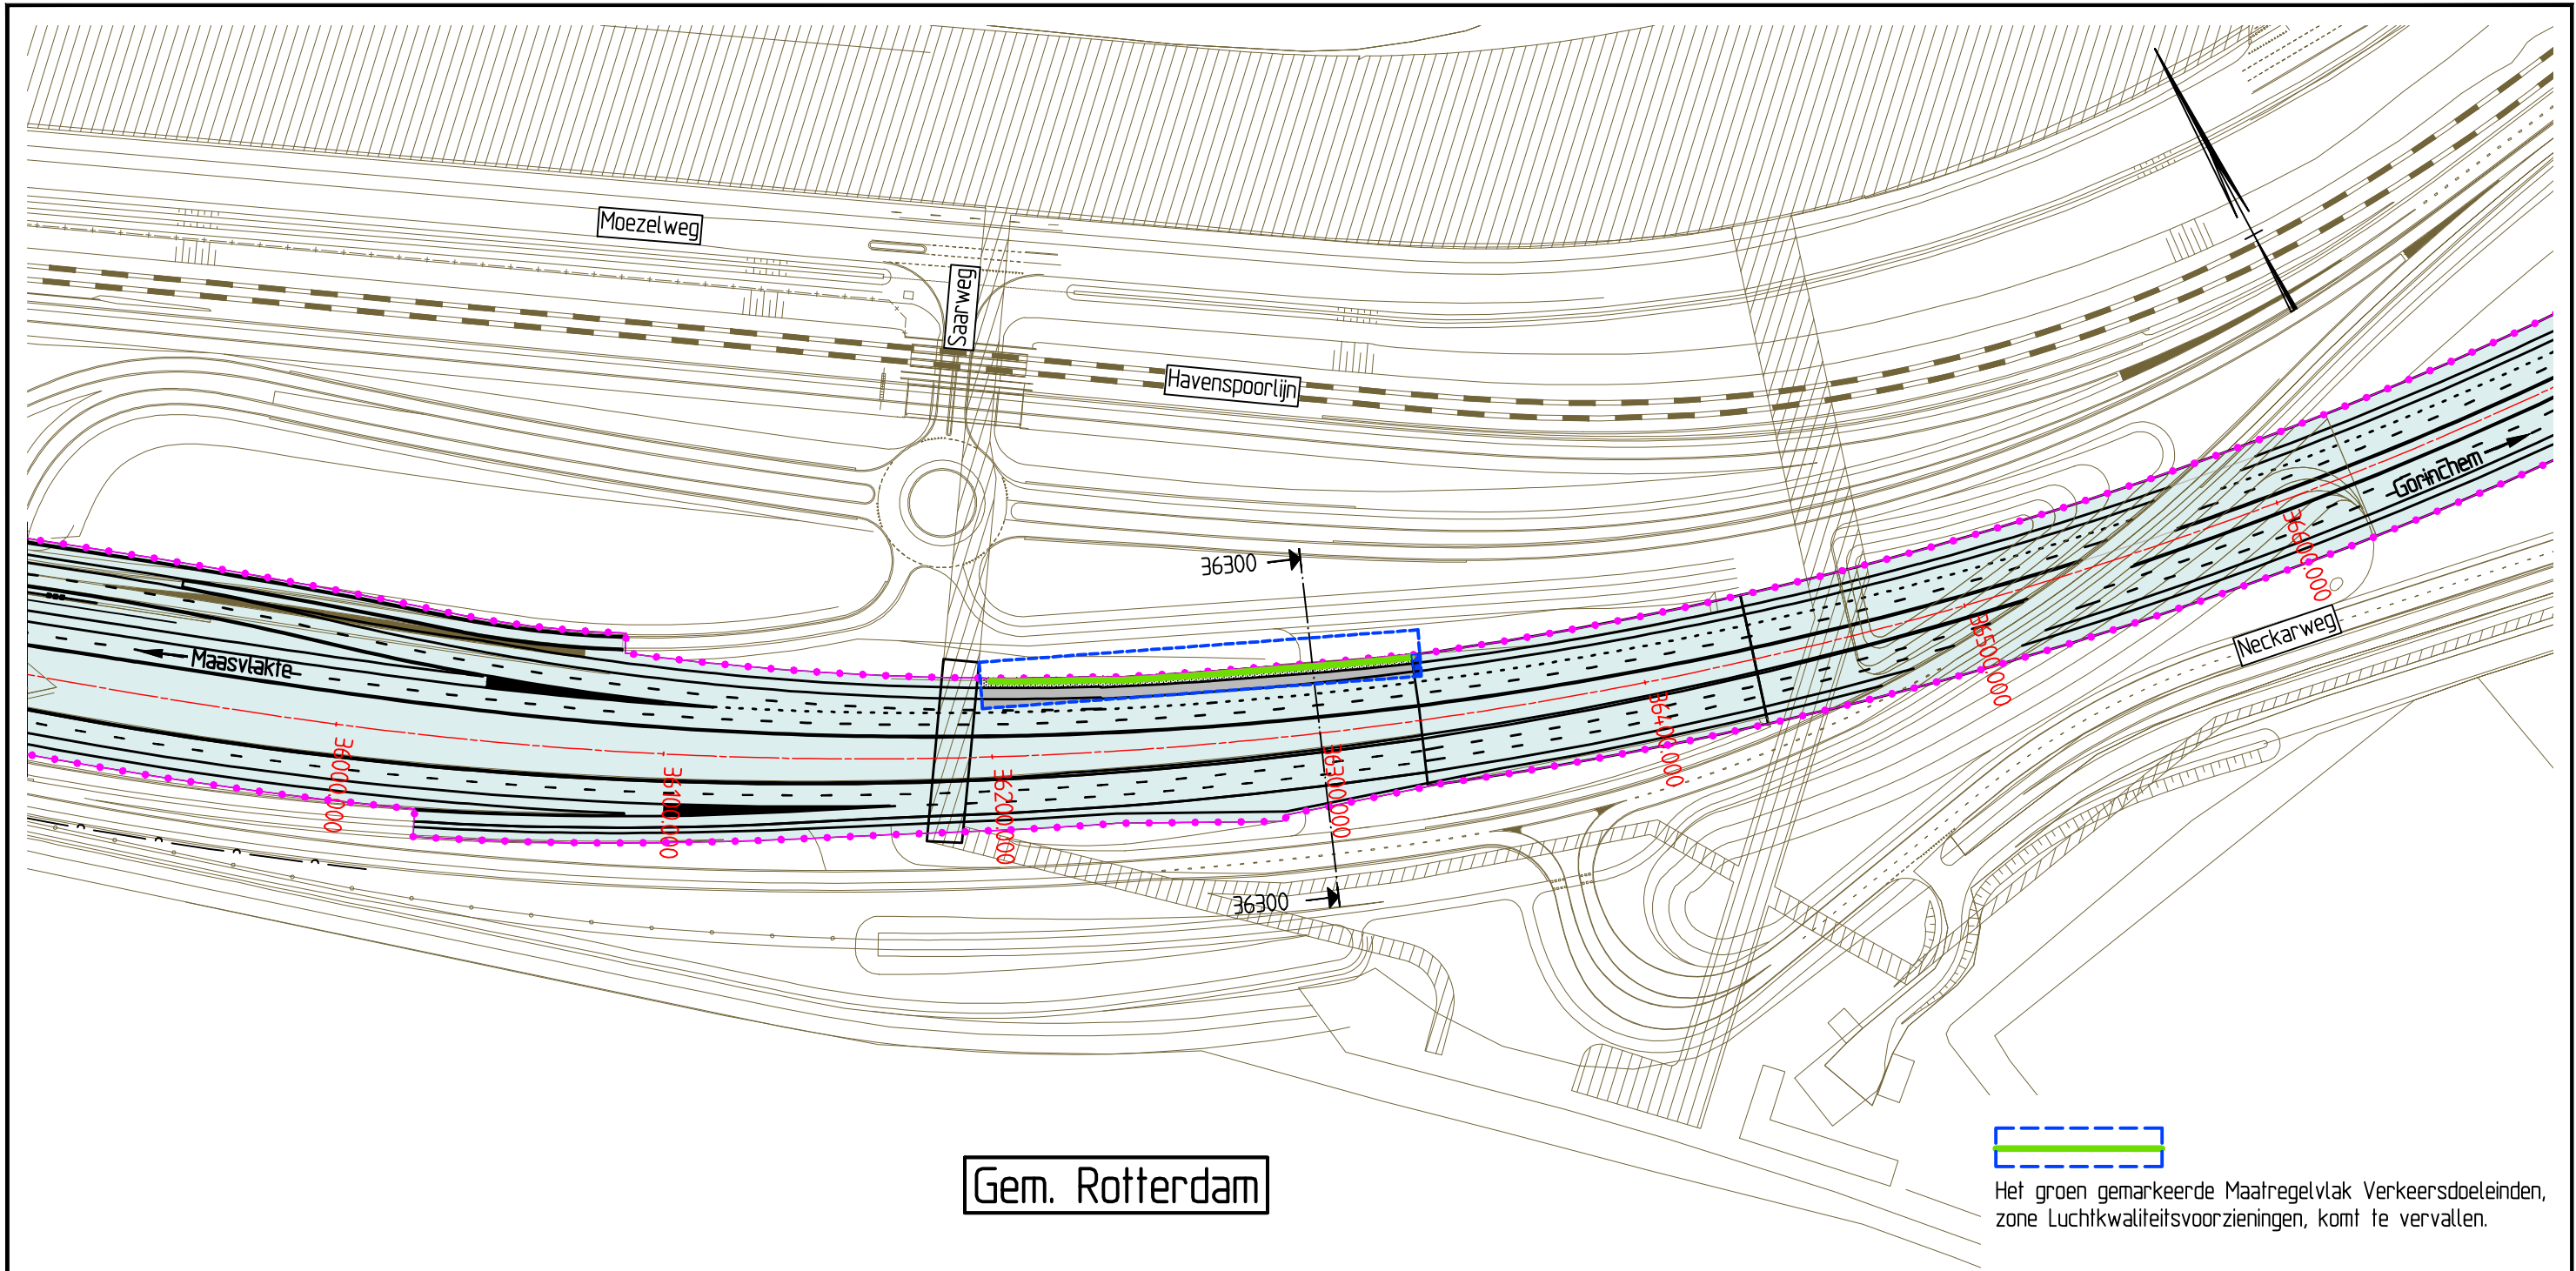 Moezelweg
Saarweg
Havenspoorlijn
Gorinchem
36300
Maasvlakte
36000.000
36100.000
36200.000
36300.000
36400.000
36500.000
36600.000
Neckarweg
36300
Gem. Rotterdam
Het groen gemarkeerde Maatregelvlak Verkeersdoeleinden,
zone Luchtkwaliteitsvoorzieningen, komt te vervallen.